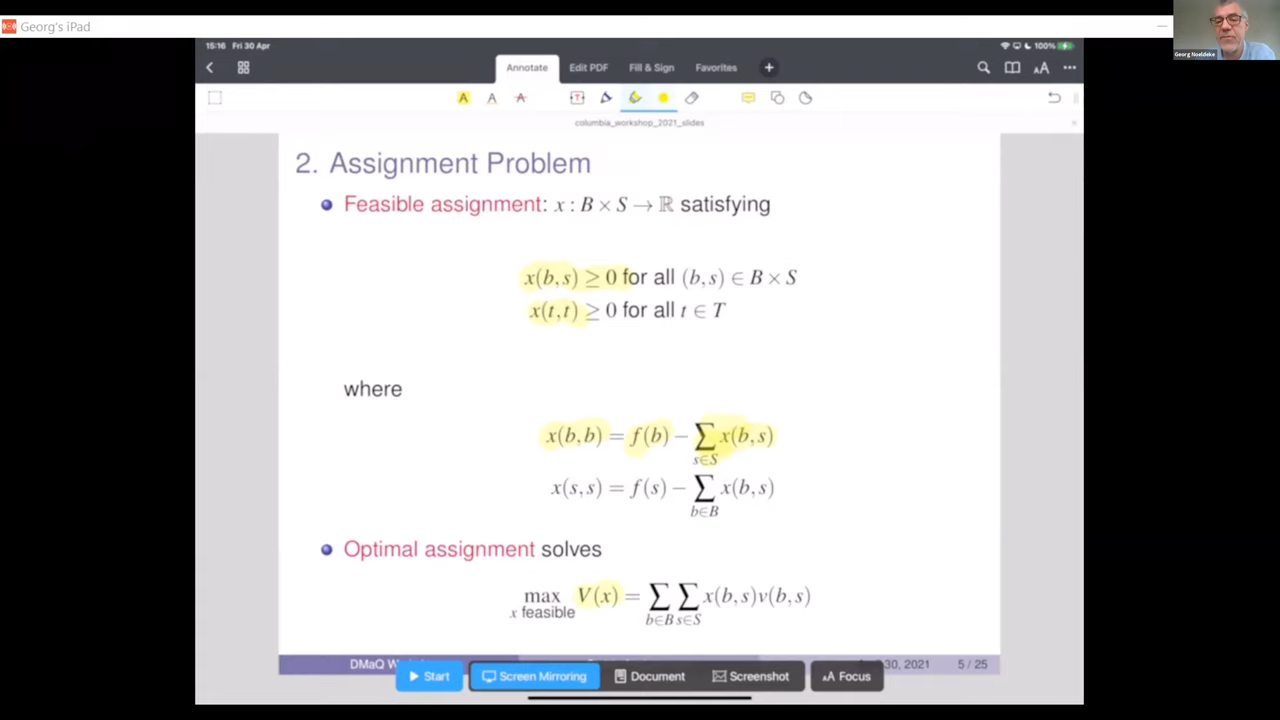 Georg's iPad
Georg Noeldeke
15:16 Fri 30 Apr
100%
Annotate Edit PDF Fill & Sign Favorites
columbia_workshop_2021_slides
2. Assignment Problem
Feasible assignment: x : B × S → ℝ satisfying
x(b,s) ≥ 0 for all (b,s) ∈ B × S
x(t,t) ≥ 0 for all t ∈ T
where
x(b,b) = f(b) − ∑ x(b,s)
s∈S
x(s,s) = f(s) − ∑ x(b,s)
b∈B
Optimal assignment solves
max V(x) = ∑ ∑ x(b,s)v(b,s)
x feasible b∈B s∈S
DMaQ 30, 2021 5 / 25
Start Screen Mirroring Document Screenshot AA Focus